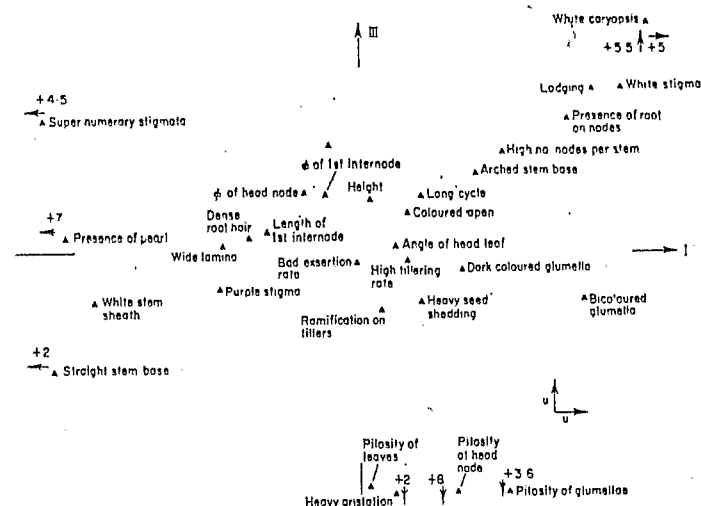 White caryopsis
III
+5 5 +5
Lodging
White stigma
+4·5
Super numerary stigmata
Presence of root
on nodes
High no. nodes per stem
ϕ of 1st internode
Arched stem base
ϕ of head node
Height
Long cycle
Coloured apen
Dense
root hair
Length of
1st internode
+7
Presence of pearl
Wide lamina
Angle of head leaf
I
Bad exsertion
rate
High tillering
rate
Dark coloured glumella
Purple stigma
White stem
sheath
Heavy seed
shedding
Bico'oured
glumella
Ramification on
tillers
+2
Straight stem base
u
u
Pilosity of
leaves
Pilosity
of head
node
+2
+8
+3 6
Pilosity of glumellae
Heavy aristation